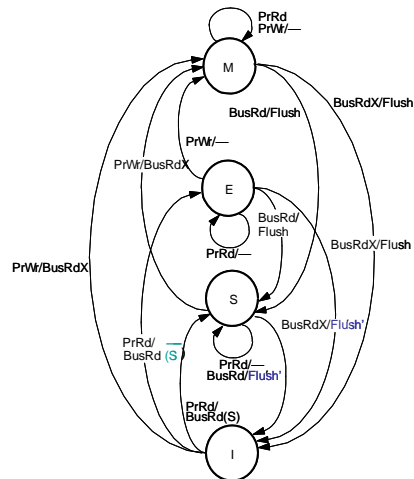 PrRd
PrWr/—
M
BusRd/Flush
BusRdX/Flush
PrWr/—
PrWr/BusRdX
E
BusRd/
Flush
BusRdX/Flush
PrRd/—
PrWr/BusRdX
S
BusRdX/Flush'
PrRd/
BusRd(S̅)
PrRd/—
BusRd/Flush'
PrRd/
BusRd(S)
I